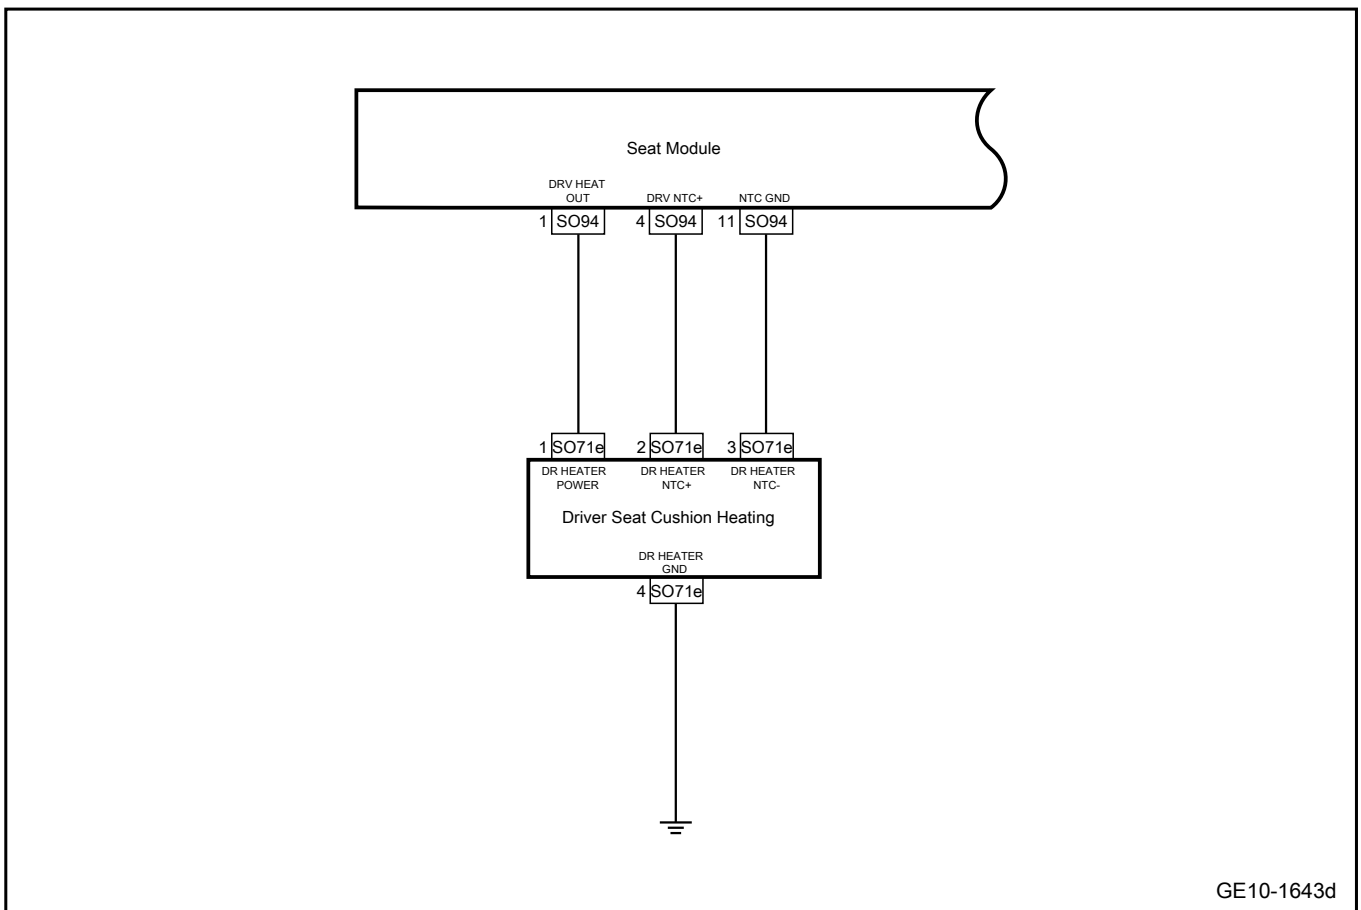 Seat Module
DRV HEAT
OUT
DRV NTC+
NTC GND
1 SO94
4 SO94
11 SO94
1 SO71e
2 SO71e
3 SO71e
DR HEATER
POWER
DR HEATER
NTC+
DR HEATER
NTC-
Driver Seat Cushion Heating
DR HEATER
GND
4 SO71e
GE10-1643d